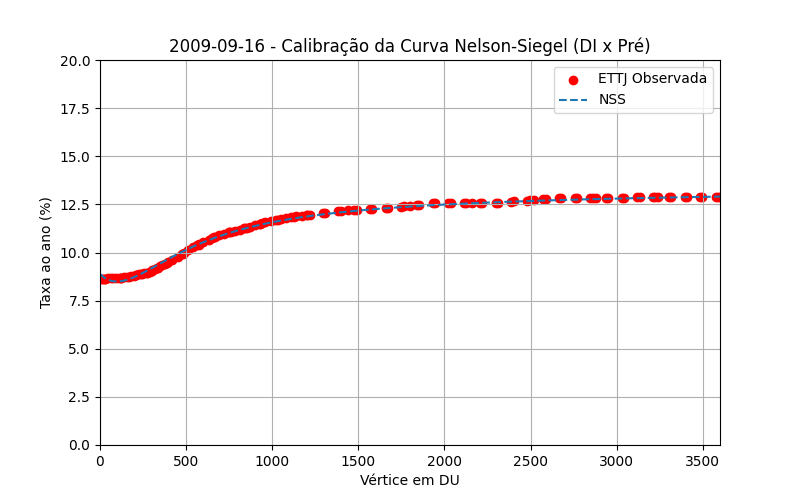 2009-09-16 - Calibração da Curva Nelson-Siegel (DI x Pré)
20.0
17.5
15.0
12.5
10.0
7.5
5.0
2.5
0.0
Taxa ao ano (%)
ETTJ Observada
NSS
0 500 1000 1500 2000 2500 3000 3500
Vértice em DU